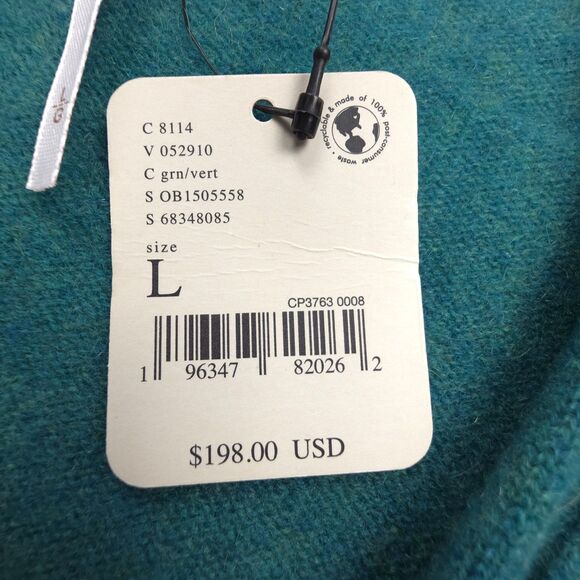 C 8114
V 052910
C grn/vert
S OB1505558
S 68348085
size
L
CP3763 0008
1 96347 82026 2
$198.00 USD
recyclable & made of 100% post-consumer waste